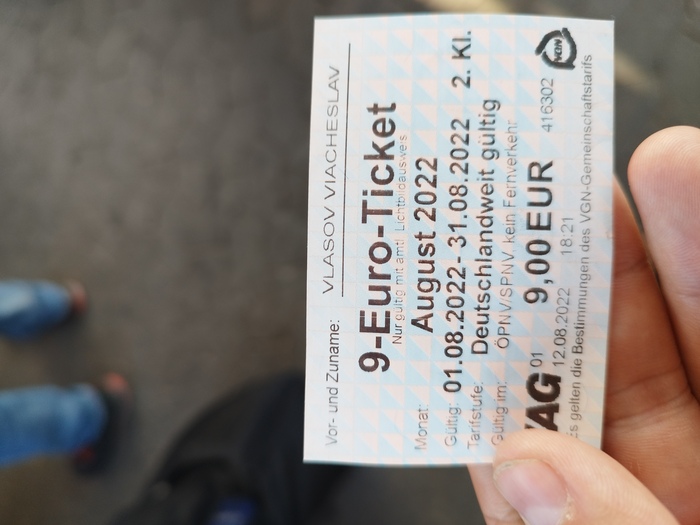 Vor- und Zuname: VLASOV VIACHESLAV
9-Euro-Ticket
Nur gültig mit amtl. Lichtbildausweis
Monat: August 2022
Gültig: 01.08.2022- 31.08.2022 2. Kl.
Tarifstufe: Deutschlandweit gültig
Gültig im: ÖPNV/SPNV, kein Fernverkehr
AG 01 9,00 EUR 416302 VGN
12.08.2022 18:21
Es gelten die Bestimmungen des VGN-Gemeinschaftstarifs